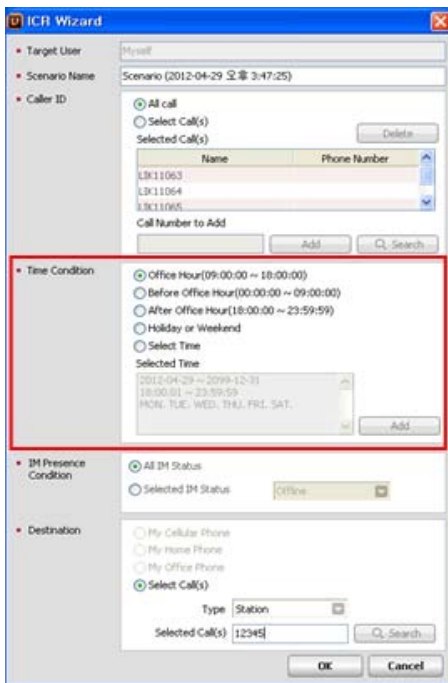 ICR Wizard
Target User
Myself
Scenario Name
Scenario (2012-04-29 오후 3:47:25)
Caller ID
All call
Select Call(s)
Selected Call(s)
Delete
Name Phone Number
LIK11063
LIK11064
LIK11065
Call Number to Add
Add
Search
Time Condition
Office Hour(09:00:00 ~ 18:00:00)
Before Office Hour(00:00:00 ~ 09:00:00)
After Office Hour(18:00:00 ~ 23:59:59)
Holiday or Weekend
Select Time
Selected Time
2012-04-29 ~ 2099-12-31
18:00:01 ~ 23:59:59
MON. TUE. WED. THU. FRI. SAT.
Add
IM Presence
Condition
All IM Status
Selected IM Status
Offline
Destination
My Cellular Phone
My Home Phone
My Office Phone
Select Call(s)
Type Station
Selected Call(s) 12345
Search
OK Cancel